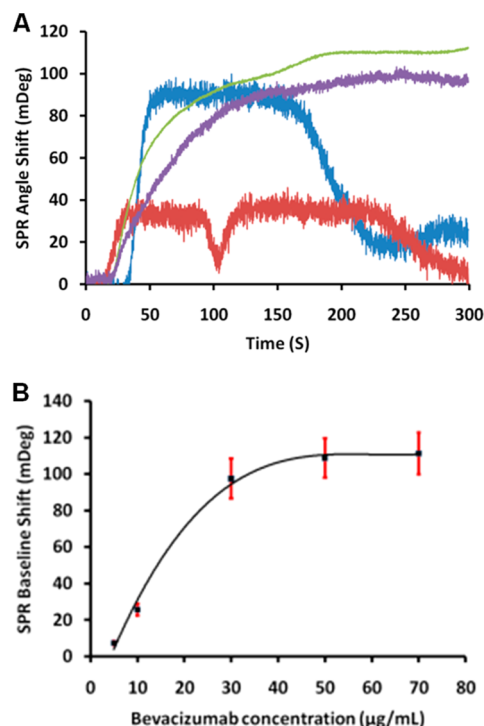 A
120
100
80
60
40
20
0
SPR Angle Shift (mDeg)
0 50 100 150 200 250 300
Time (S)
B
140
120
100
80
60
40
20
0
SPR Baseline Shift (mDeg)
0 10 20 30 40 50 60 70 80
Bevacizumab concentration (μg/mL)